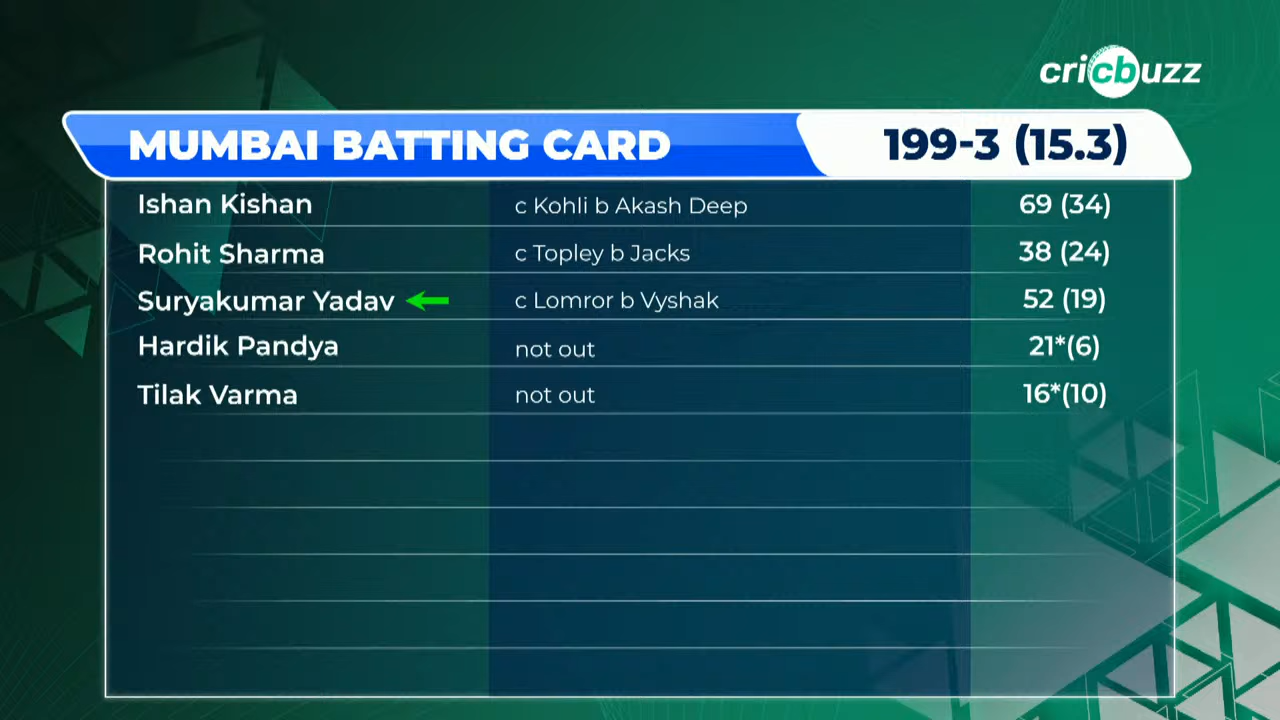 cricbuzz
MUMBAI BATTING CARD 199-3 (15.3)
Ishan Kishan c Kohli b Akash Deep 69 (34)
Rohit Sharma c Topley b Jacks 38 (24)
Suryakumar Yadav c Lomror b Vyshak 52 (19)
Hardik Pandya not out 21*(6)
Tilak Varma not out 16*(10)